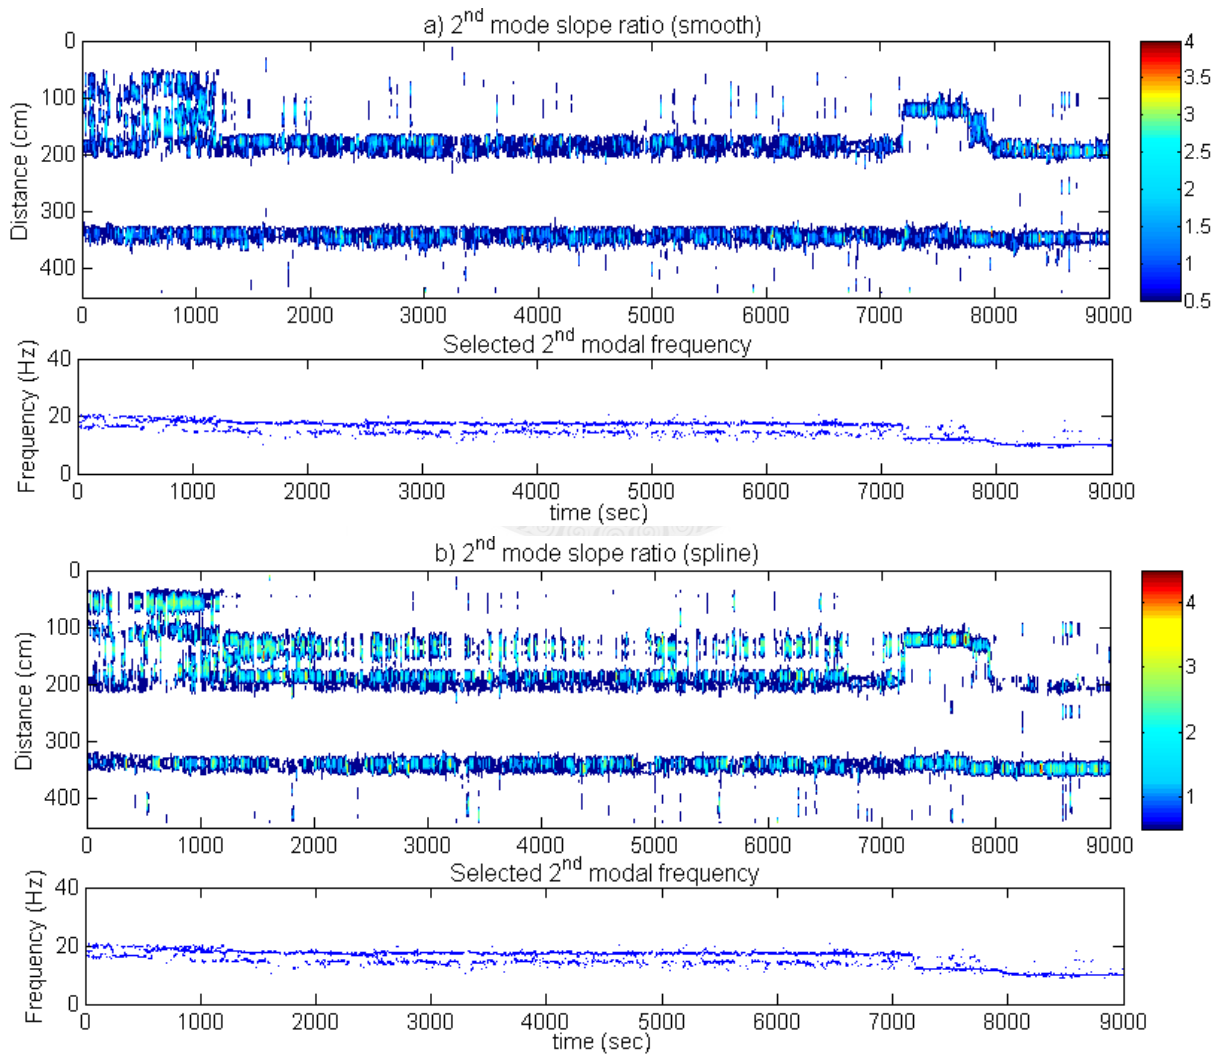 a) 2nd mode slope ratio (smooth)
Distance (cm)
0
100
200
300
400
0 1000 2000 3000 4000 5000 6000 7000 8000 9000
4
3.5
3
2.5
2
1.5
1
0.5
Selected 2nd modal frequency
Frequency (Hz)
40
20
0
0 1000 2000 3000 4000 5000 6000 7000 8000 9000
time (sec)
b) 2nd mode slope ratio (spline)
Distance (cm)
0
100
200
300
400
0 1000 2000 3000 4000 5000 6000 7000 8000 9000
4
3
2
1
Selected 2nd modal frequency
Frequency (Hz)
40
20
0
0 1000 2000 3000 4000 5000 6000 7000 8000 9000
time (sec)